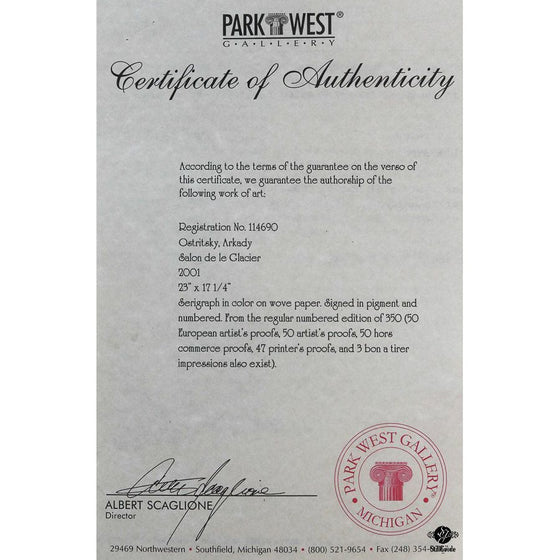 PARK WEST®
G·A·L·L·E·R·Y
Certificate of Authenticity
According to the terms of the guarantee on the verso of
this certificate, we guarantee the authorship of the
following work of art:
Registration No. 114690
Ostritsky, Arkady
Salon de le Glacier
2001
23" x 17 1/4"
Serigraph in color on wove paper. Signed in pigment and
numbered. From the regular numbered edition of 350 (50
European artist's proofs, 50 artist's proofs, 50 hors
commerce proofs, 47 printer's proofs, and 3 bon a tirer
impressions also exist).
PARK WEST GALLERY
• MICHIGAN •
ALBERT SCAGLIONE
Director
29469 Northwestern • Southfield, Michigan 48034 • (800) 521-9654 • Fax (248) 354-